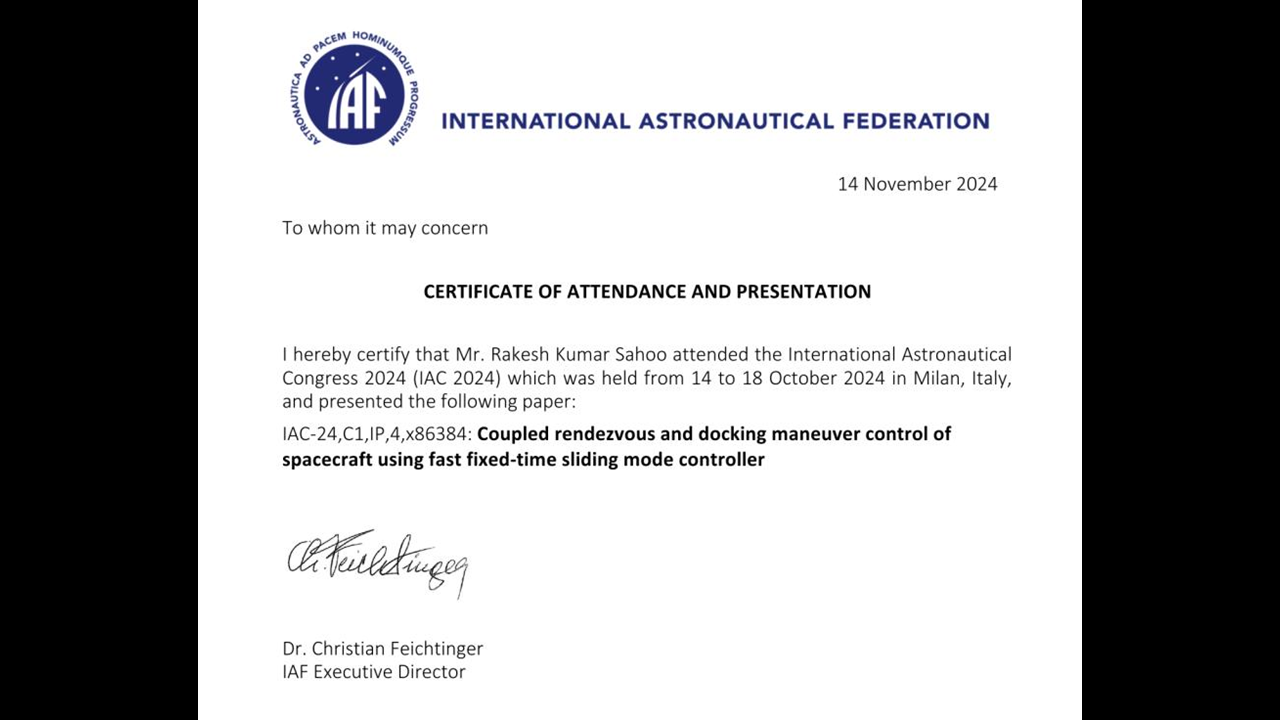 ASTRONAUTICA AD PACEM HOMINUMQUE PROGRESSUM
IAF
INTERNATIONAL ASTRONAUTICAL FEDERATION
14 November 2024
To whom it may concern
CERTIFICATE OF ATTENDANCE AND PRESENTATION
I hereby certify that Mr. Rakesh Kumar Sahoo attended the International Astronautical
Congress 2024 (IAC 2024) which was held from 14 to 18 October 2024 in Milan, Italy,
and presented the following paper:
IAC-24,C1,IP,4,x86384: Coupled rendezvous and docking maneuver control of
spacecraft using fast fixed-time sliding mode controller
Ch. Feichtinger
Dr. Christian Feichtinger
IAF Executive Director